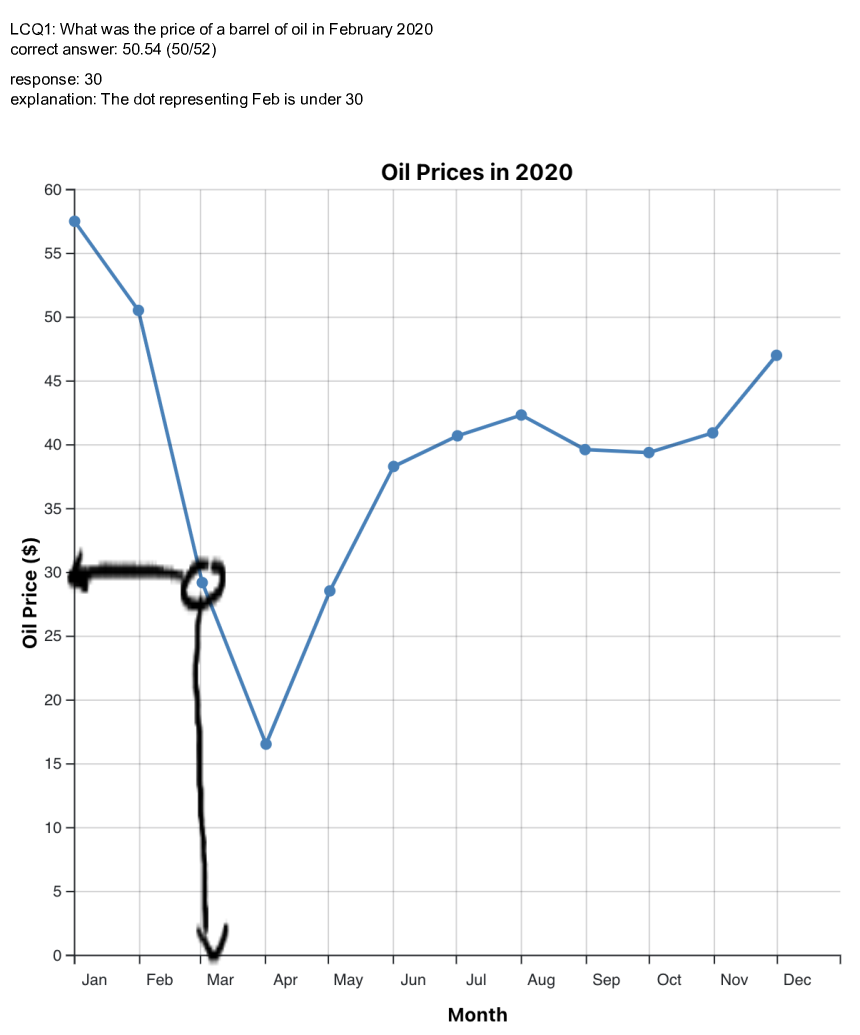 LCQ1: What was the price of a barrel of oil in February 2020
correct answer: 50.54 (50/52)
response: 30
explanation: The dot representing Feb is under 30
Oil Prices in 2020
60
55
50
45
40
35
30
25
20
15
10
5
0
Oil Price ($)
Jan Feb Mar Apr May Jun Jul Aug Sep Oct Nov Dec
Month